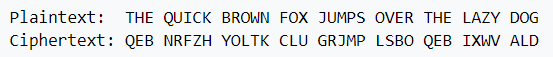 Plaintext:  THE QUICK BROWN FOX JUMPS OVER THE LAZY DOG
Ciphertext: QEB NRFZH YOLTK CLU GRJMP LSBO QEB IXWV ALD